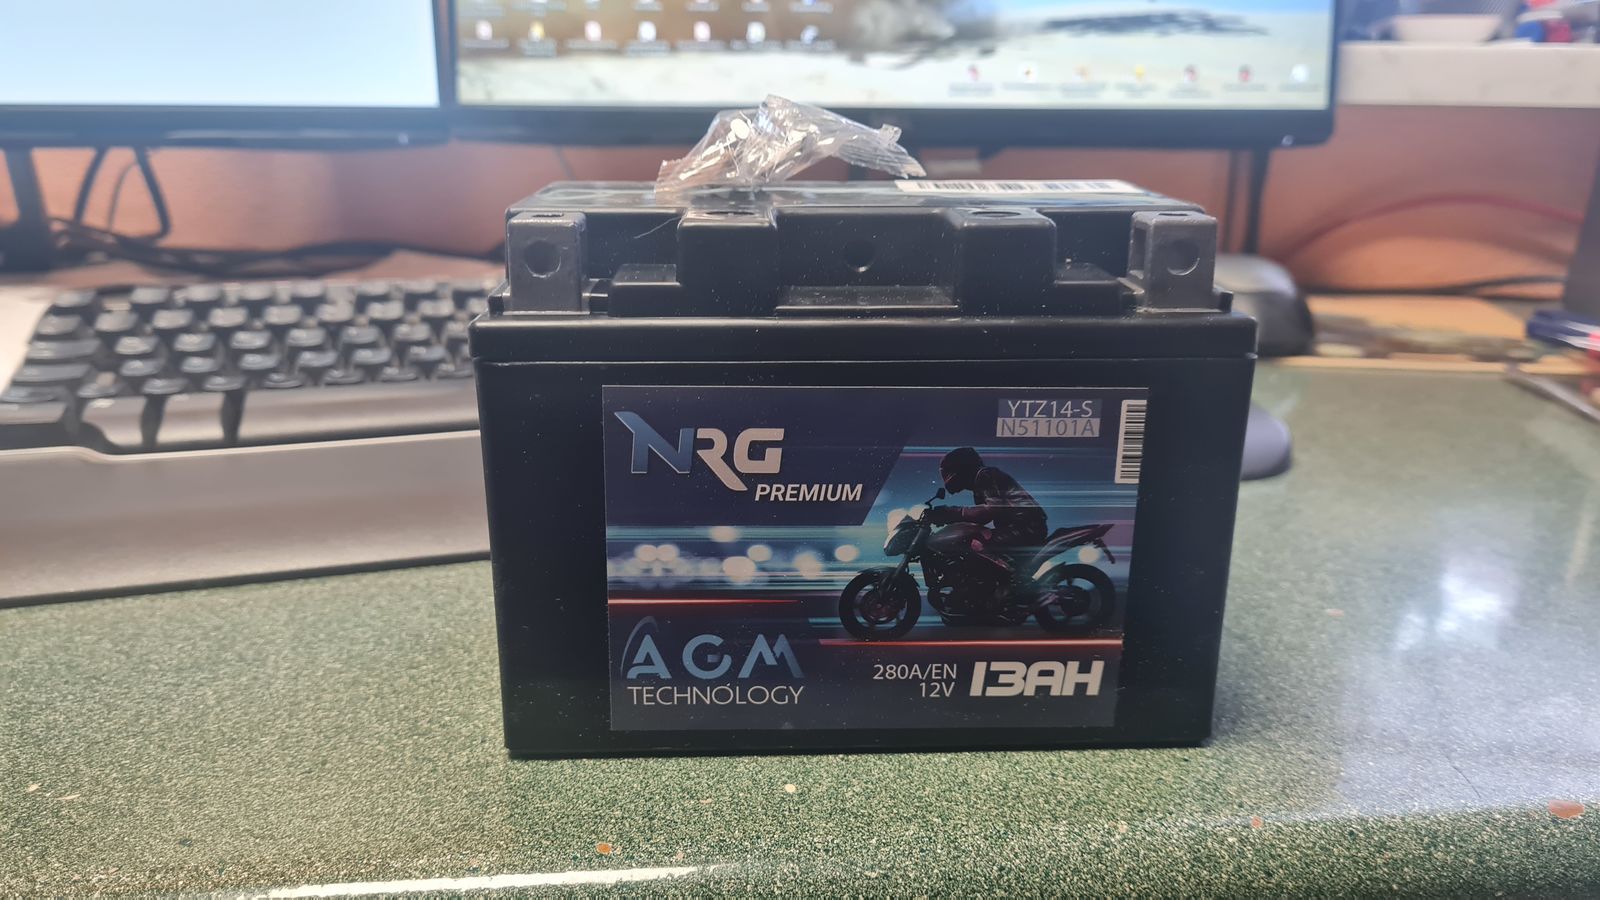 YTZ14-S
N51101A
NRG
PREMIUM
AGM
TECHNOLOGY
280A/EN
12V
13AH